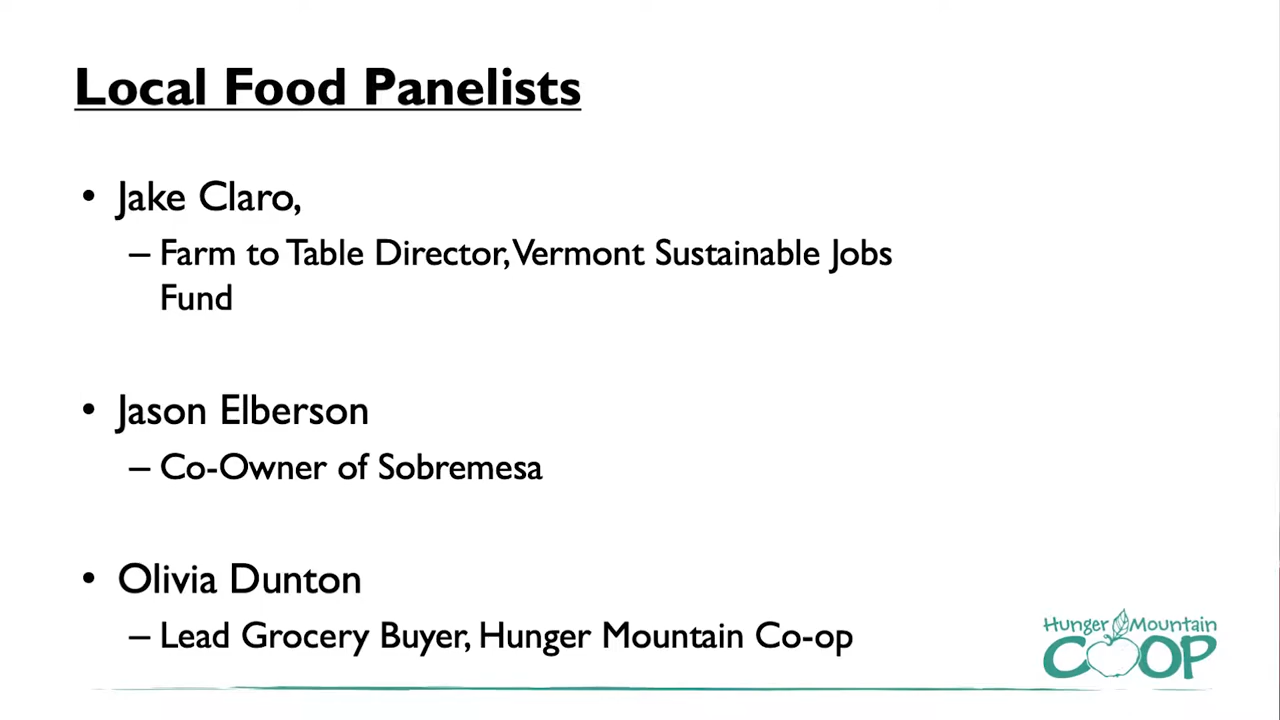 Local Food Panelists
• Jake Claro,
– Farm to Table Director, Vermont Sustainable Jobs
Fund
• Jason Elberson
– Co-Owner of Sobremesa
• Olivia Dunton
– Lead Grocery Buyer, Hunger Mountain Co-op
Hunger Mountain
COOP